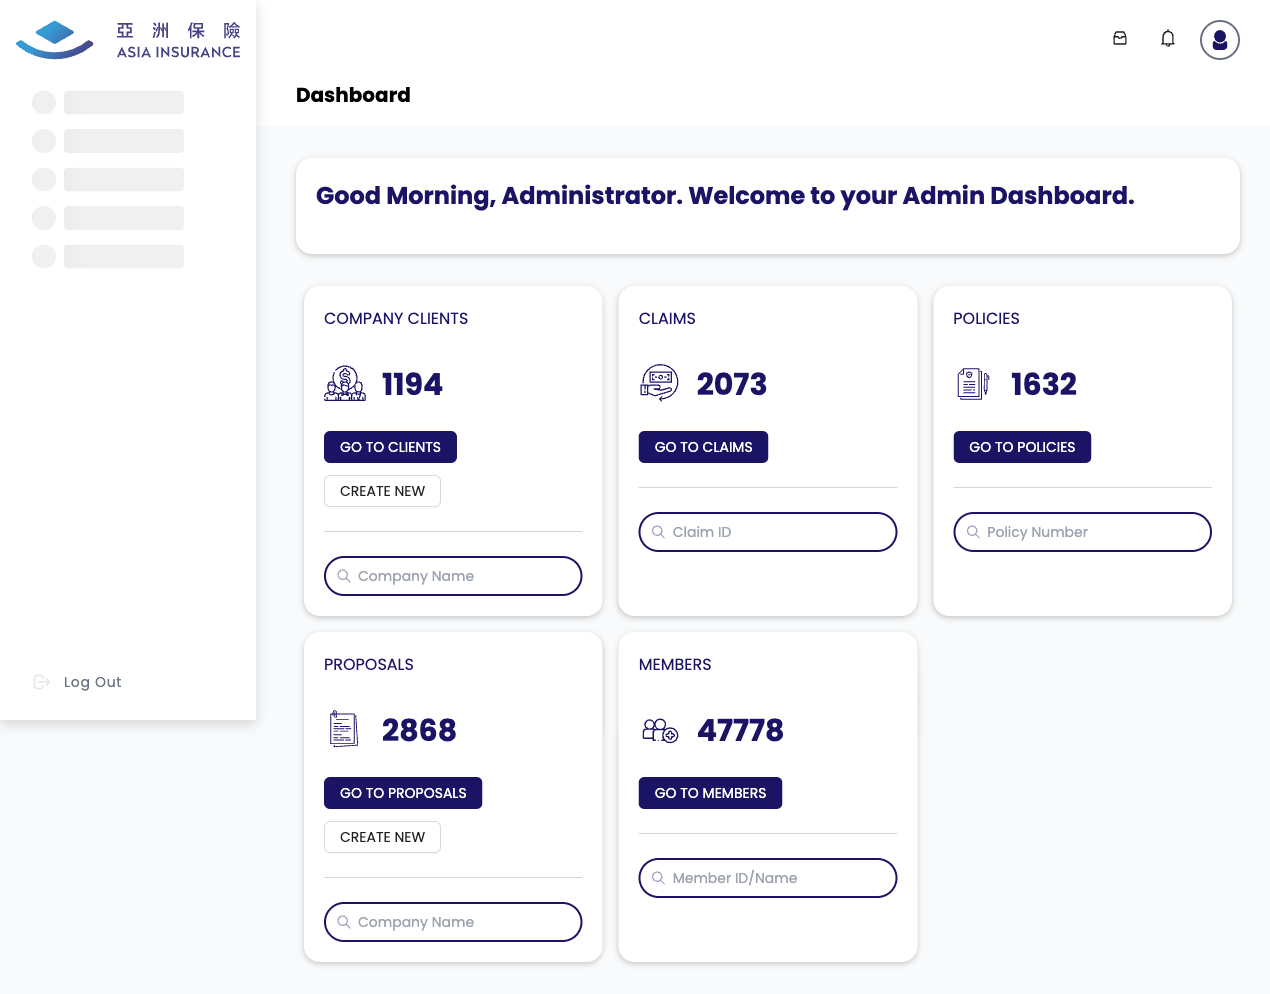 亞洲保險
ASIA INSURANCE
Dashboard
Good Morning, Administrator. Welcome to your Admin Dashboard.
COMPANY CLIENTS
1194
GO TO CLIENTS
CREATE NEW
Company Name
CLAIMS
2073
GO TO CLAIMS
Claim ID
POLICIES
1632
GO TO POLICIES
Policy Number
PROPOSALS
2868
GO TO PROPOSALS
CREATE NEW
Company Name
MEMBERS
47778
GO TO MEMBERS
Member ID/Name
Log Out